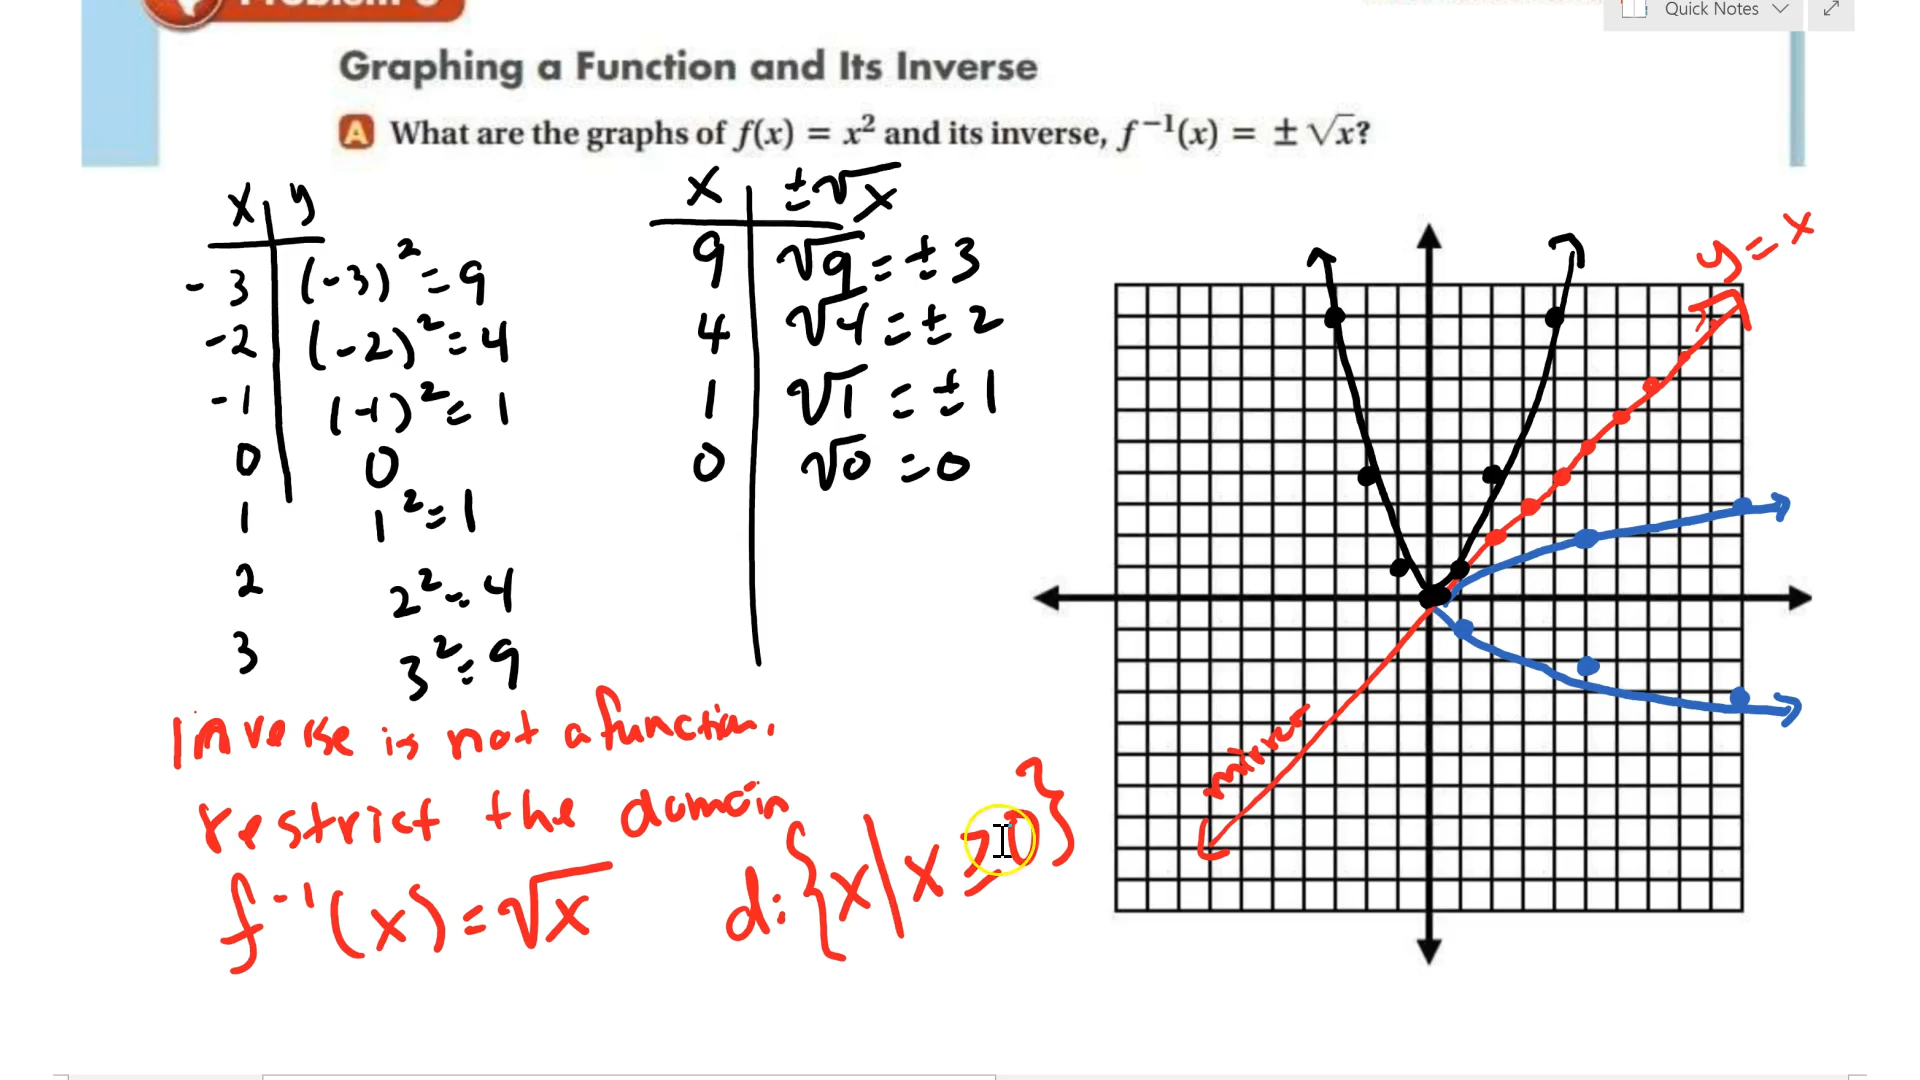 Problem 3
Quick Notes
Graphing a Function and Its Inverse
A What are the graphs of f(x) = x² and its inverse, f⁻¹(x) = ± √x?
x y
-3 (-3)² = 9
-2 (-2)² = 4
-1 (-1)² = 1
0 0
1 1² = 1
2 2² = 4
3 3² = 9
x ±√x
9 √9 = ±3
4 √4 = ±2
1 √1 = ±1
0 √0 = 0
y = x
mirror
Inverse is not a function.
restrict the domain
f⁻¹(x) = √x d: {x | x ≥ 0}